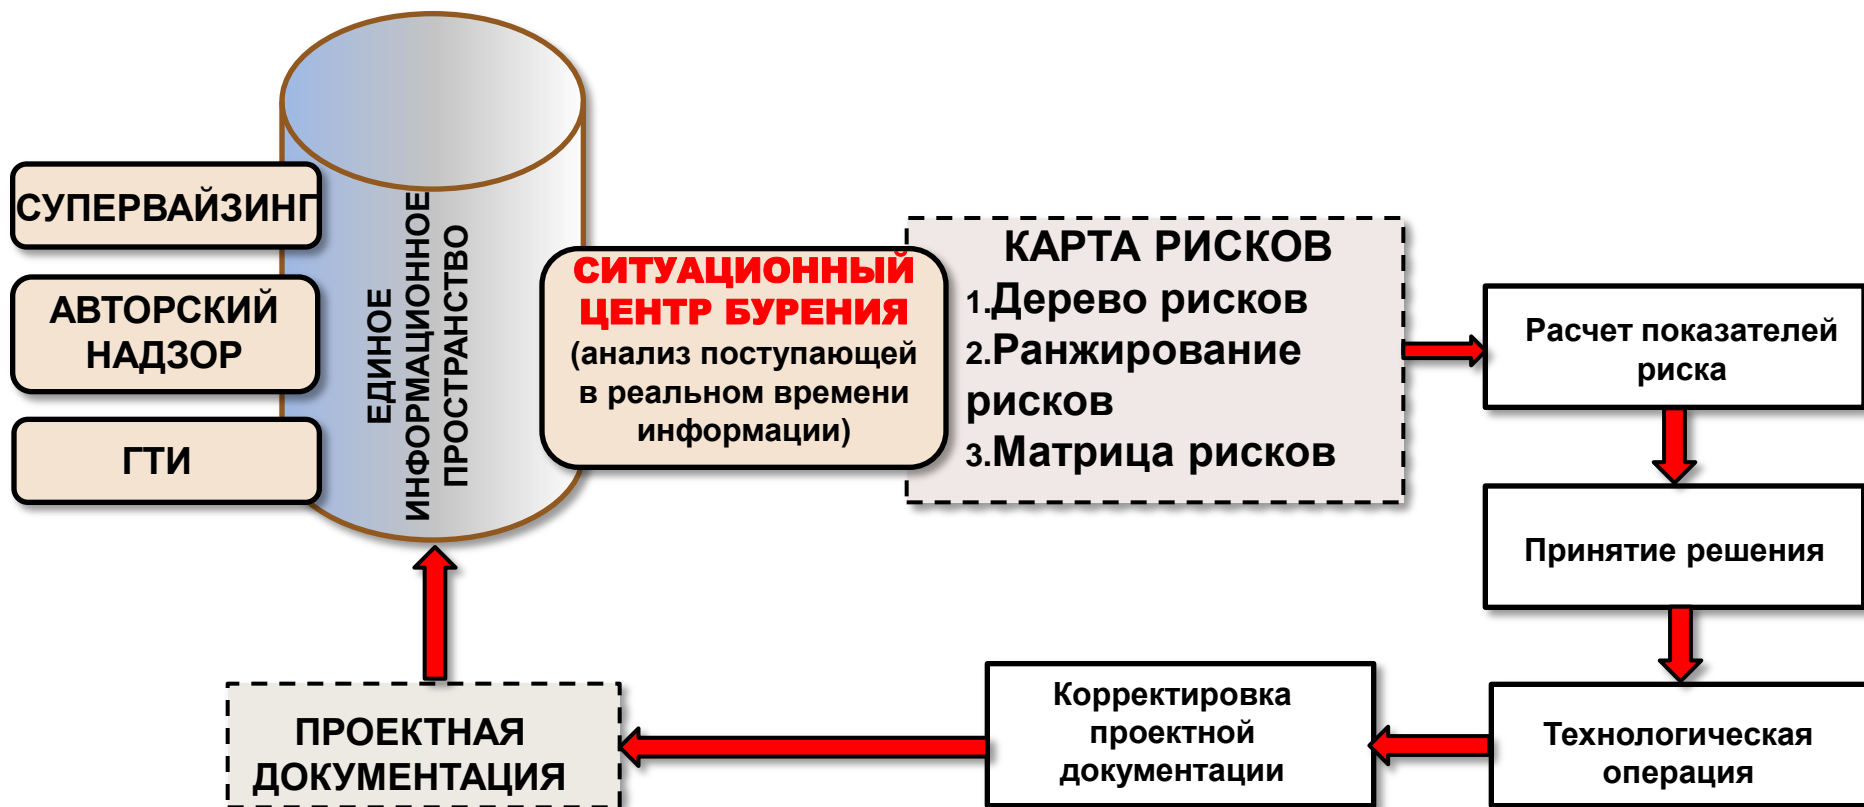 СУПЕРВАЙЗИНГ
АВТОРСКИЙ
НАДЗОР
ГТИ
ЕДИНОЕ
ИНФОРМАЦИОННОЕ
ПРОСТРАНСТВО
СИТУАЦИОННЫЙ
ЦЕНТР БУРЕНИЯ
(анализ поступающей
в реальном времени
информации)
КАРТА РИСКОВ
1.Дерево рисков
2.Ранжирование
рисков
3.Матрица рисков
Расчет показателей
риска
Принятие решения
Технологическая
операция
Корректировка
проектной
документации
ПРОЕКТНАЯ
ДОКУМЕНТАЦИЯ